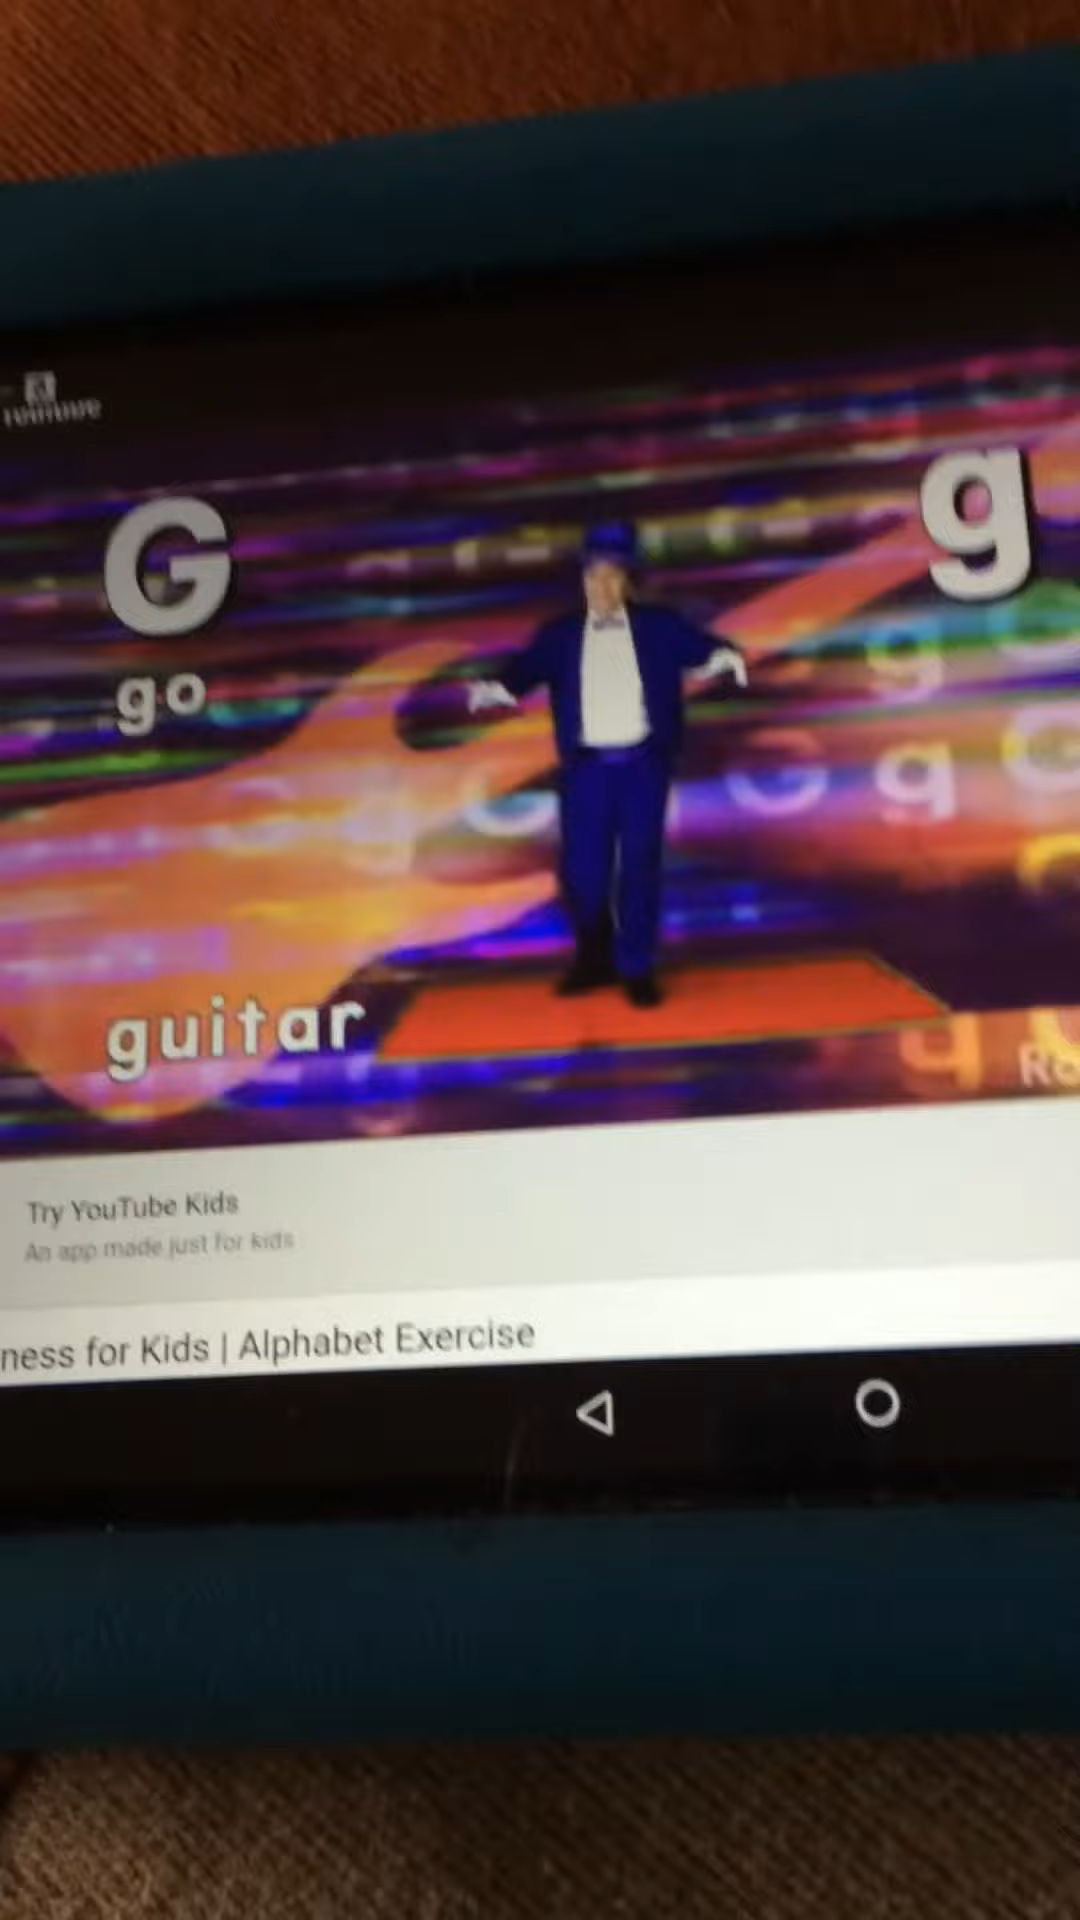 G
g
go
guitar
Try YouTube Kids
An app made just for kids
ness for Kids | Alphabet Exercise